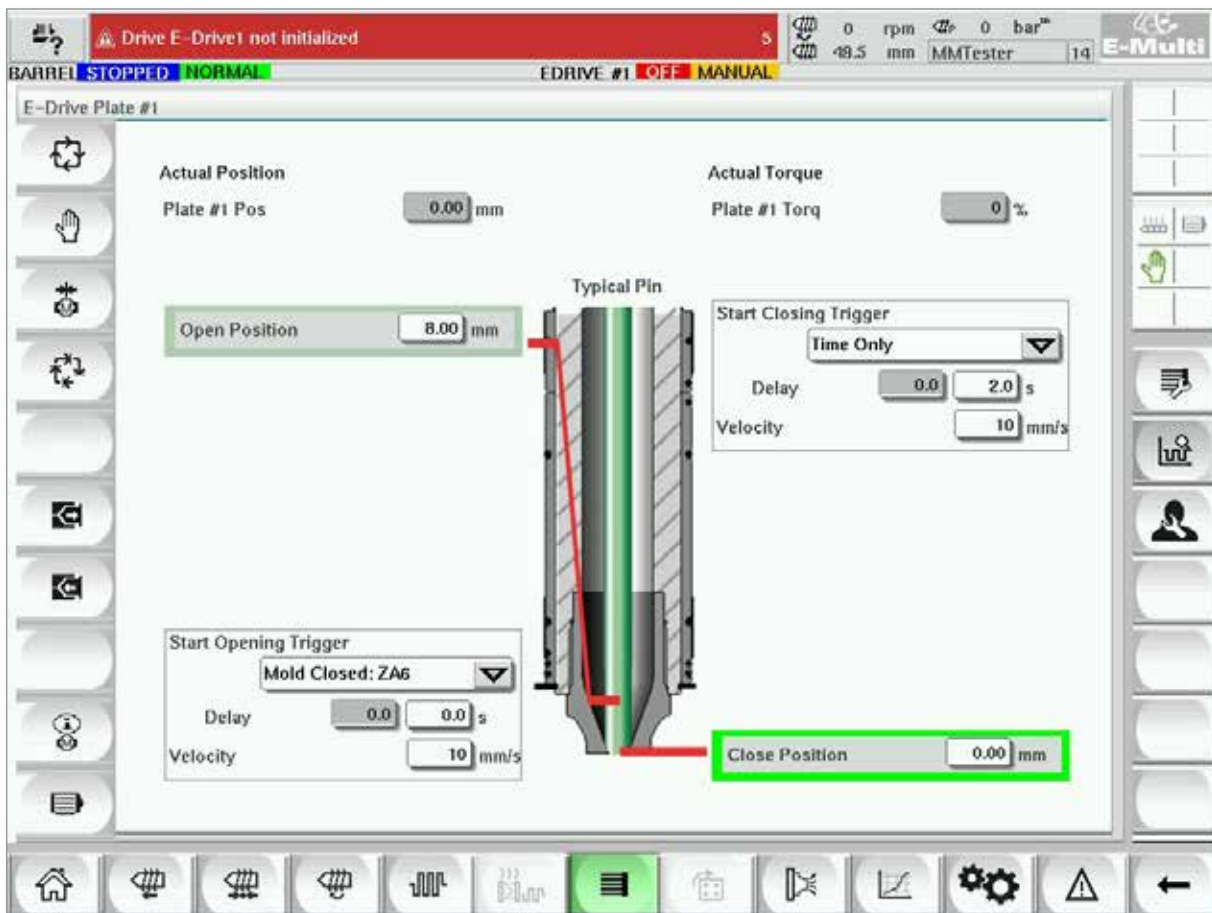 Drive E-Drive1 not initialized 5
0 rpm 0 bar
48.5 mm MMTester 14
E-Multi
BARREL STOPPED NORMAL EDRIVE #1 OFF MANUAL
E-Drive Plate #1
Actual Position
Plate #1 Pos 0.00 mm
Actual Torque
Plate #1 Torq 0 %
Typical Pin
Open Position 8.00 mm
Start Closing Trigger
Time Only
Delay 0.0 2.0 s
Velocity 10 mm/s
Start Opening Trigger
Mold Closed: ZA6
Delay 0.0 0.0 s
Velocity 10 mm/s
Close Position 0.00 mm